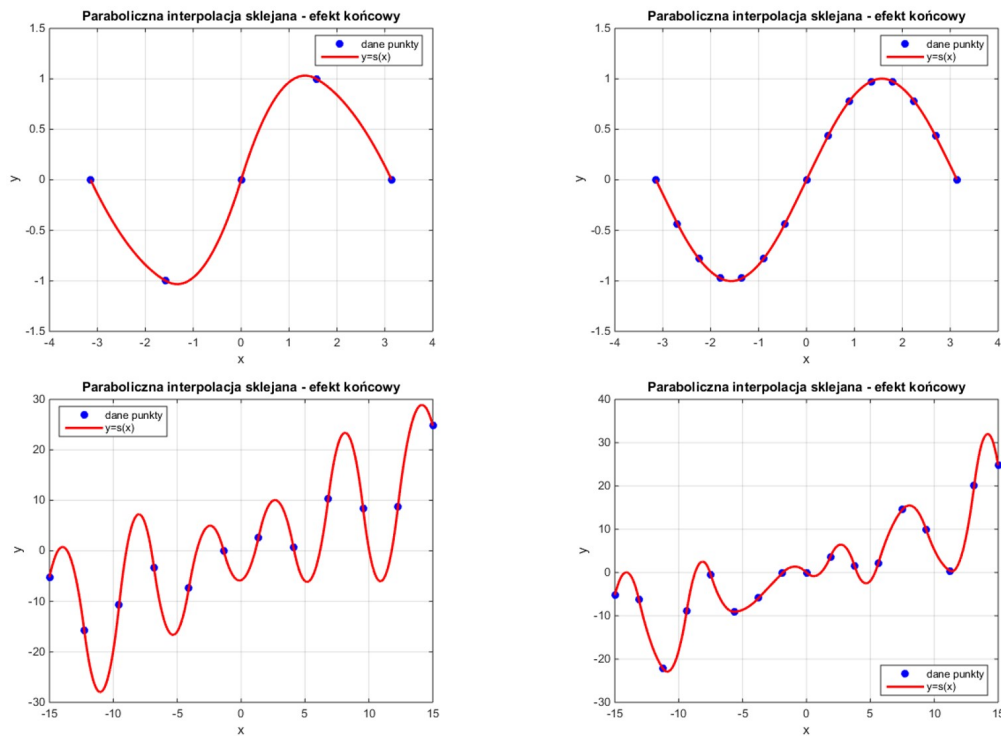 Paraboliczna interpolacja sklejana - efekt końcowy
1.5
1
0.5
0
-0.5
-1
-1.5
y
-4 -3 -2 -1 0 1 2 3 4
x
dane punkty
y=s(x)
Paraboliczna interpolacja sklejana - efekt końcowy
1.5
1
0.5
0
-0.5
-1
-1.5
y
-4 -3 -2 -1 0 1 2 3 4
x
dane punkty
y=s(x)
Paraboliczna interpolacja sklejana - efekt końcowy
30
20
10
0
-10
-20
-30
y
-15 -10 -5 0 5 10 15
x
dane punkty
y=s(x)
Paraboliczna interpolacja sklejana - efekt końcowy
40
30
20
10
0
-10
-20
-30
y
-15 -10 -5 0 5 10 15
x
dane punkty
y=s(x)